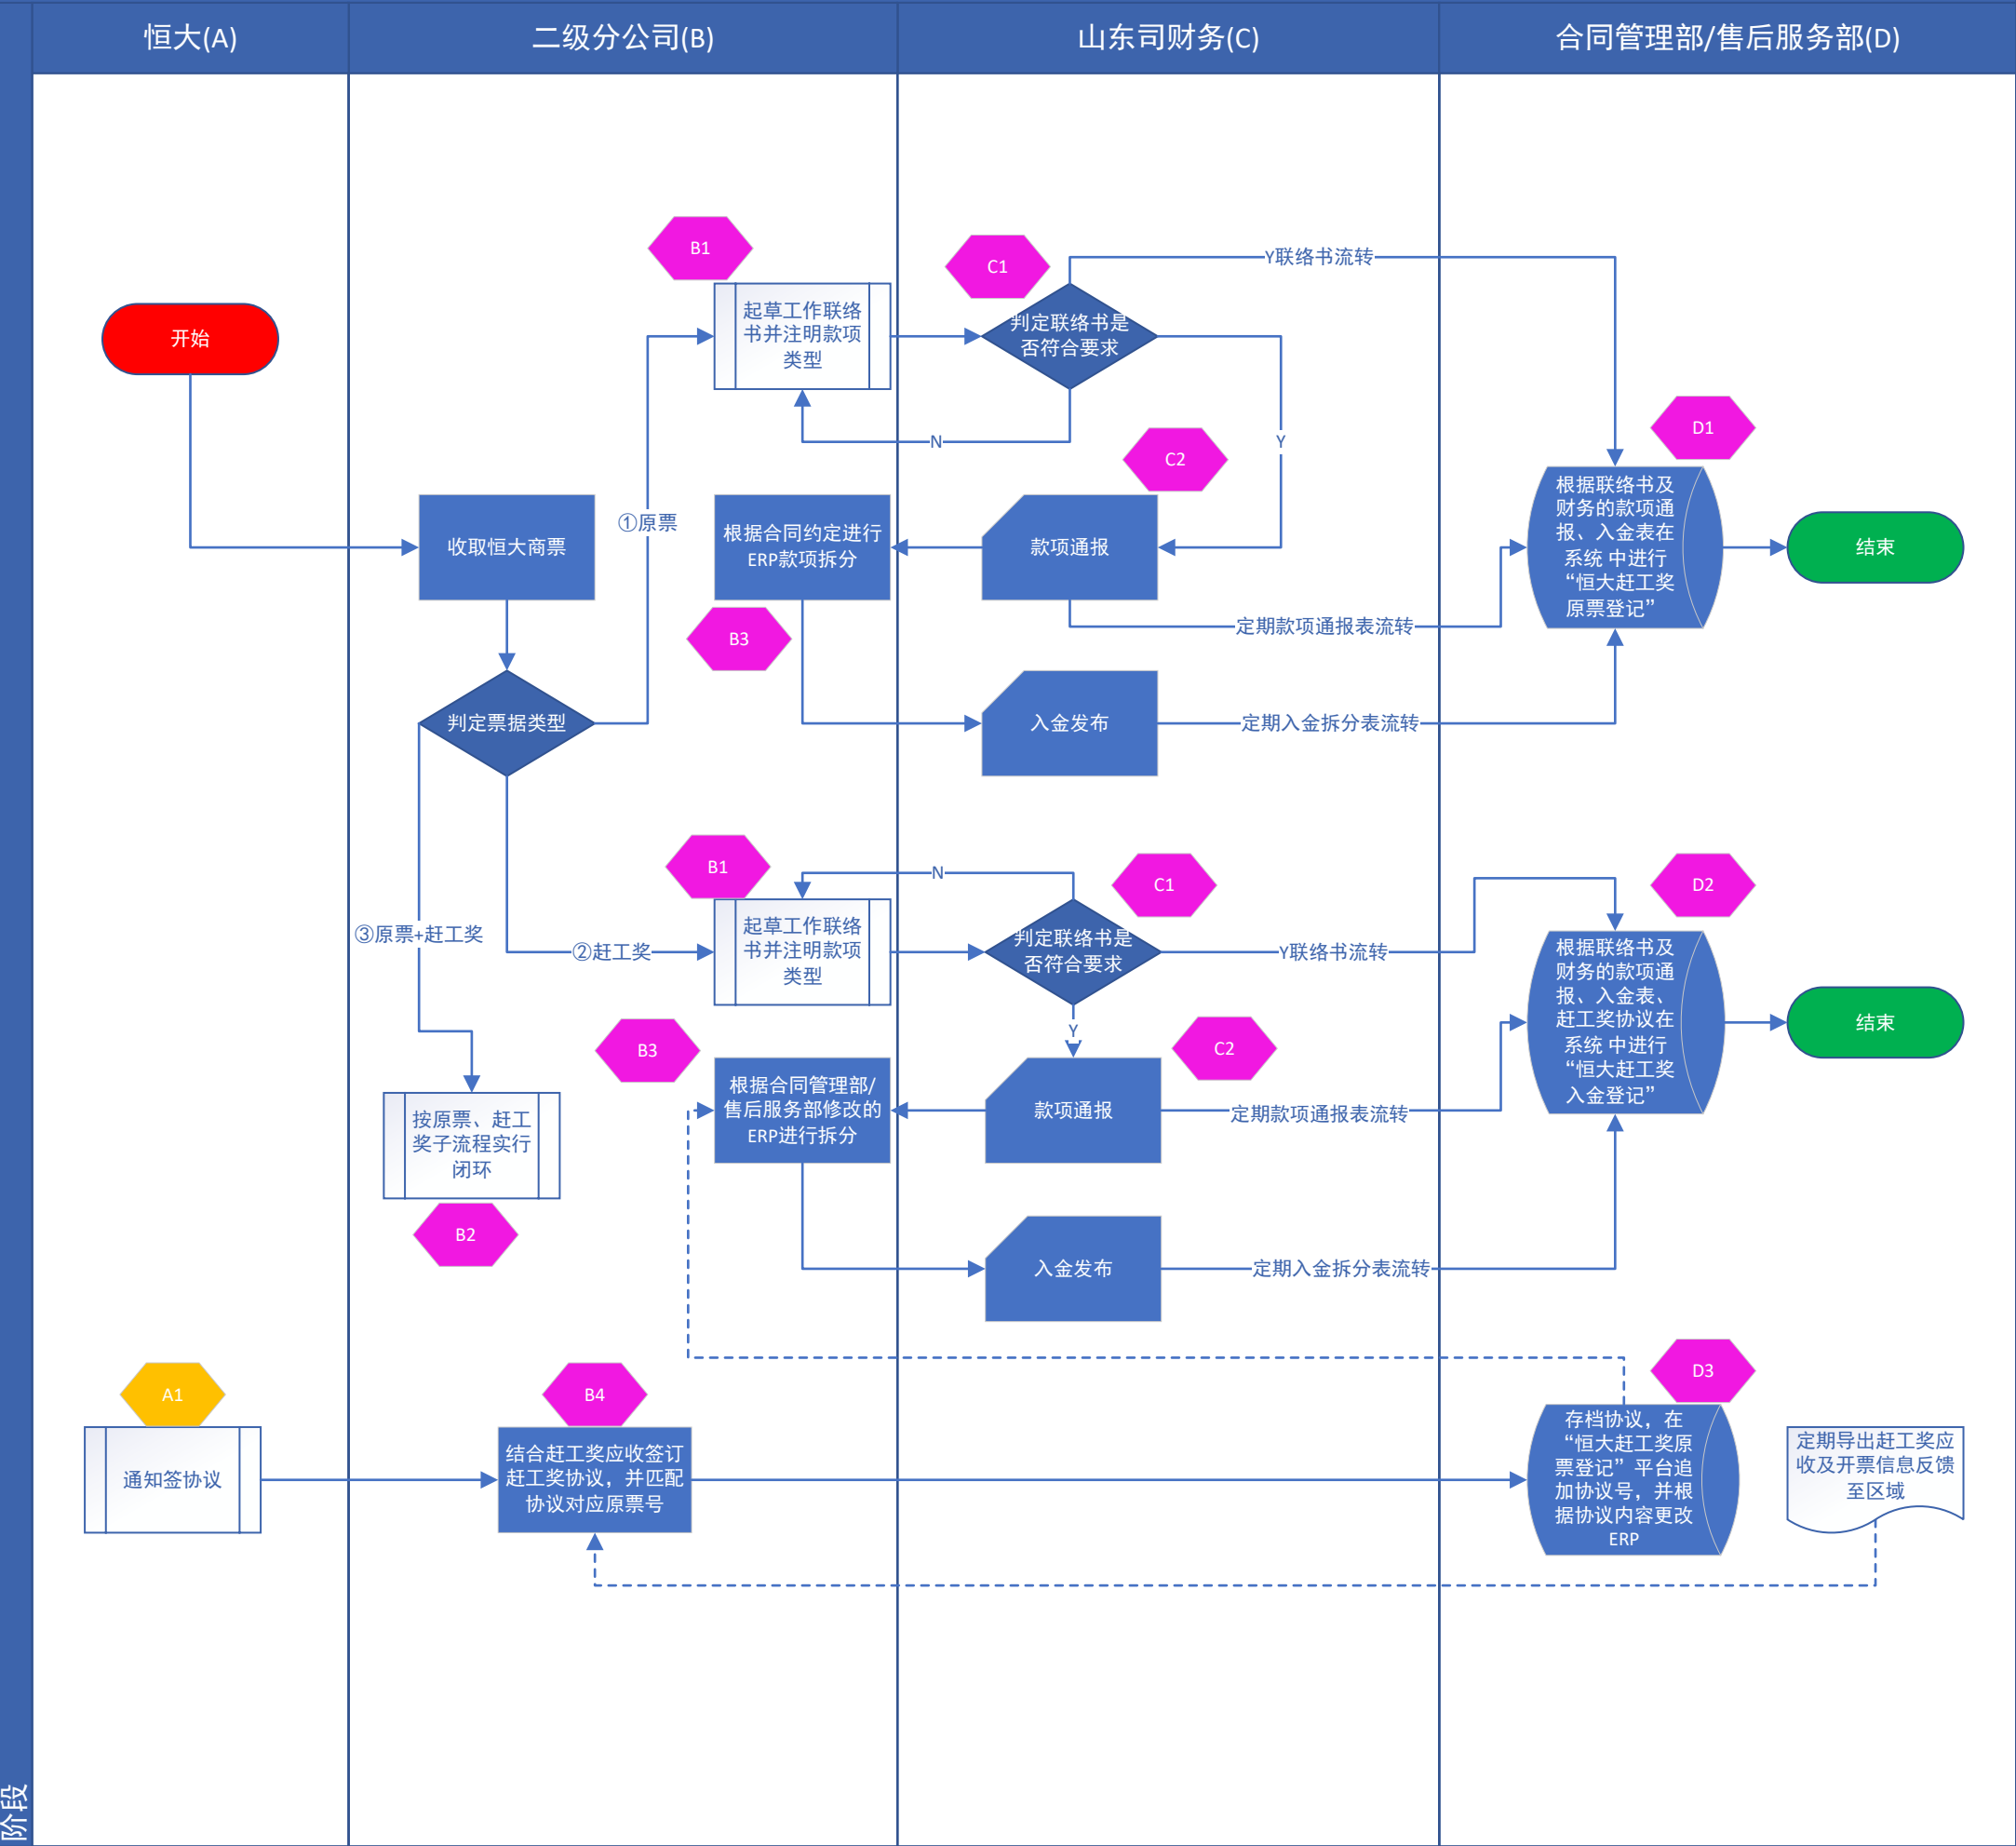 恒大(A)
二级分公司(B)
山东司财务(C)
合同管理部/售后服务部(D)
阶段
开始
收取恒大商票
判定票据类型
①原票
②赶工奖
③原票+赶工奖
B1
起草工作联络
书并注明款项
类型
C1
判定联络书是
否符合要求
Y联络书流转
N
Y
C2
款项通报
根据合同约定进行
ERP款项拆分
B3
定期款项通报表流转
入金发布
定期入金拆分表流转
D1
根据联络书及
财务的款项通
报、入金表在
系统 中进行
“恒大赶工奖
原票登记”
结束
B1
起草工作联络
书并注明款项
类型
N
C1
判定联络书是
否符合要求
Y联络书流转
Y
C2
款项通报
定期款项通报表流转
B3
根据合同管理部/
售后服务部修改的
ERP进行拆分
入金发布
定期入金拆分表流转
D2
根据联络书及
财务的款项通
报、入金表、
赶工奖协议在
系统 中进行
“恒大赶工奖
入金登记”
结束
按原票、赶工
奖子流程实行
闭环
B2
A1
通知签协议
B4
结合赶工奖应收签订
赶工奖协议，并匹配
协议对应原票号
D3
存档协议，在
“恒大赶工奖原
票登记”平台追
加协议号，并根
据协议内容更改
ERP
定期导出赶工奖应
收及开票信息反馈
至区域